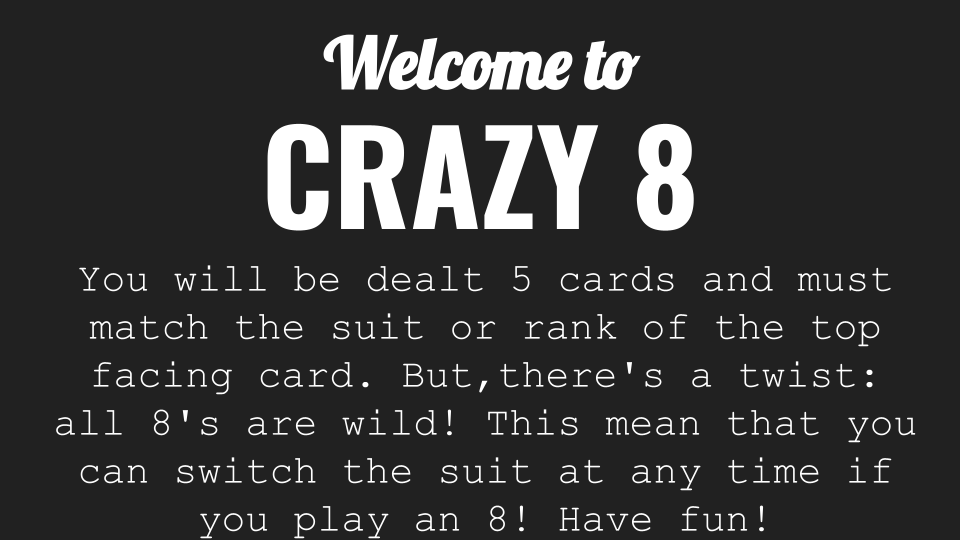 Welcome to
CRAZY 8
You will be dealt 5 cards and must
match the suit or rank of the top
facing card. But,there's a twist:
all 8's are wild! This mean that you
can switch the suit at any time if
you play an 8! Have fun!